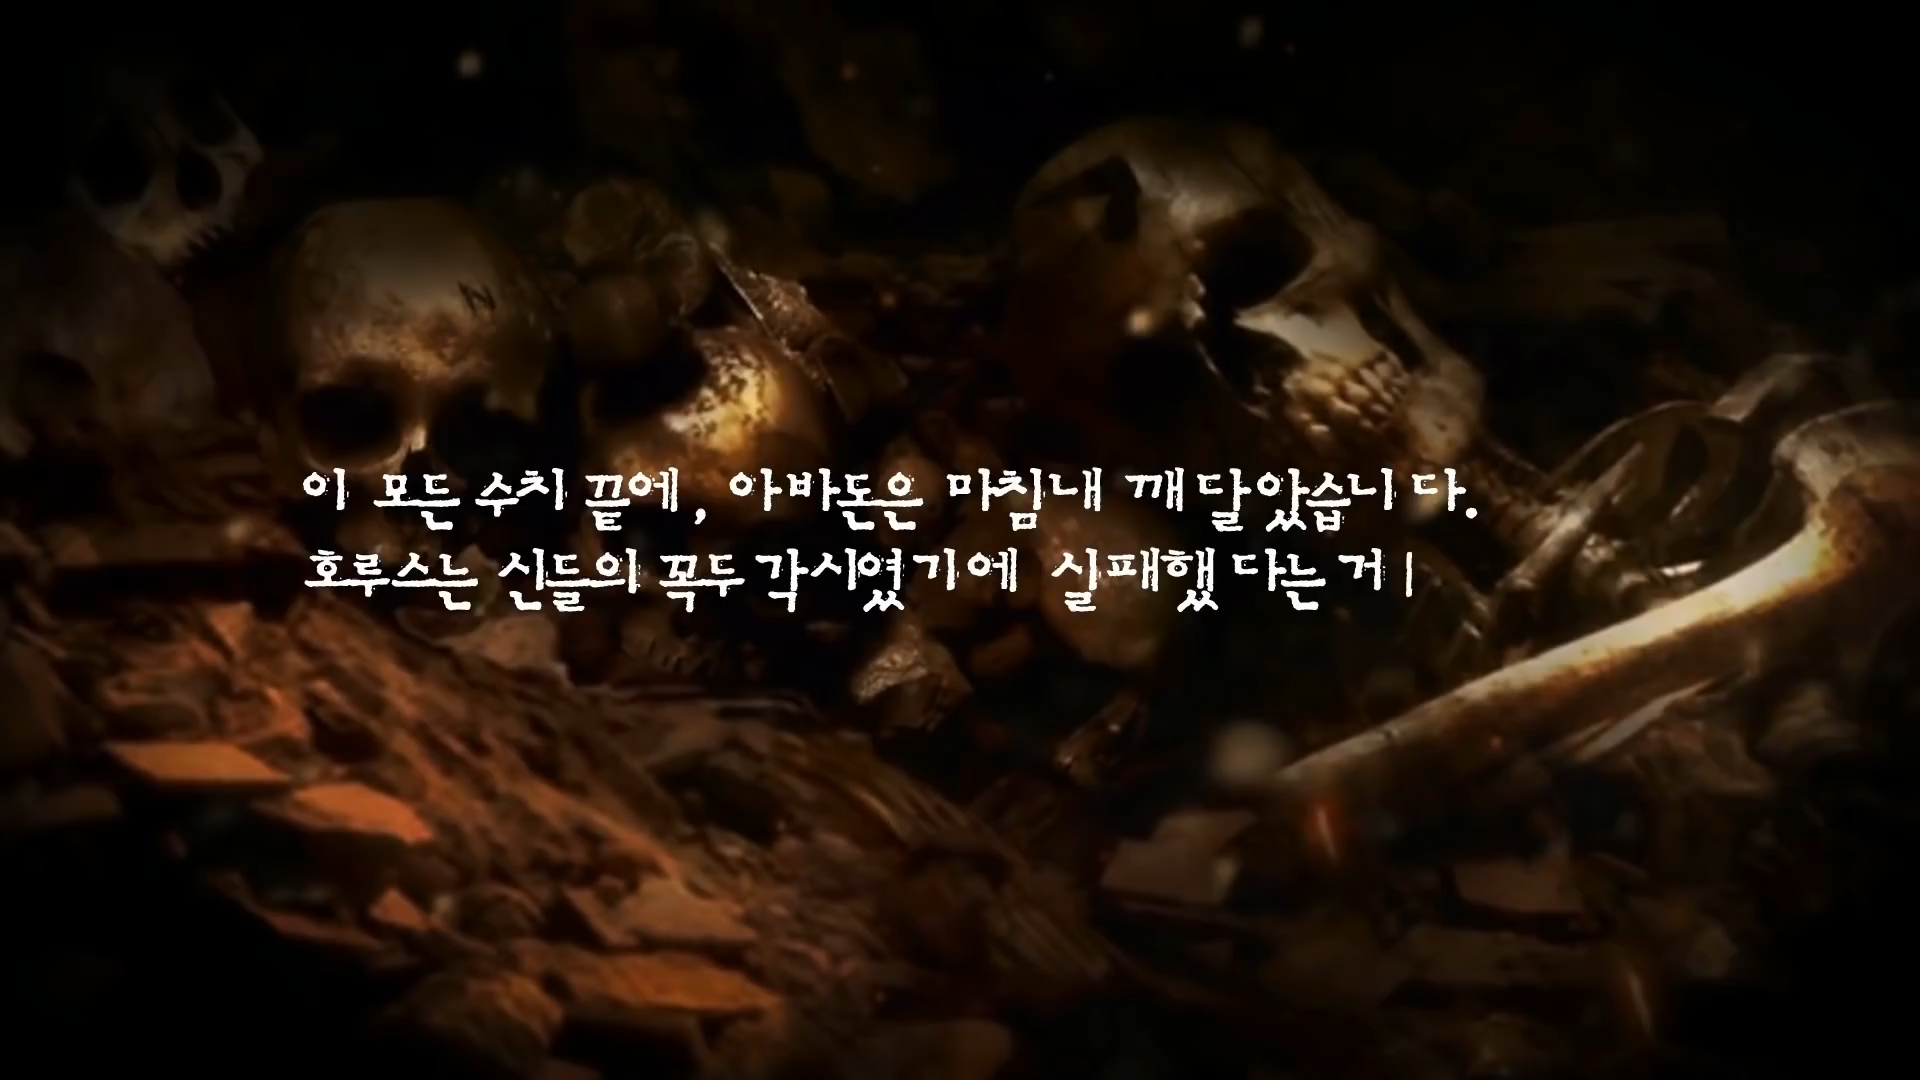 이 모든 수치 끝에, 아바돈은 마침내 깨달았습니다.
호루스는 신들의 꼭두각시였기에 실패했다는 거|